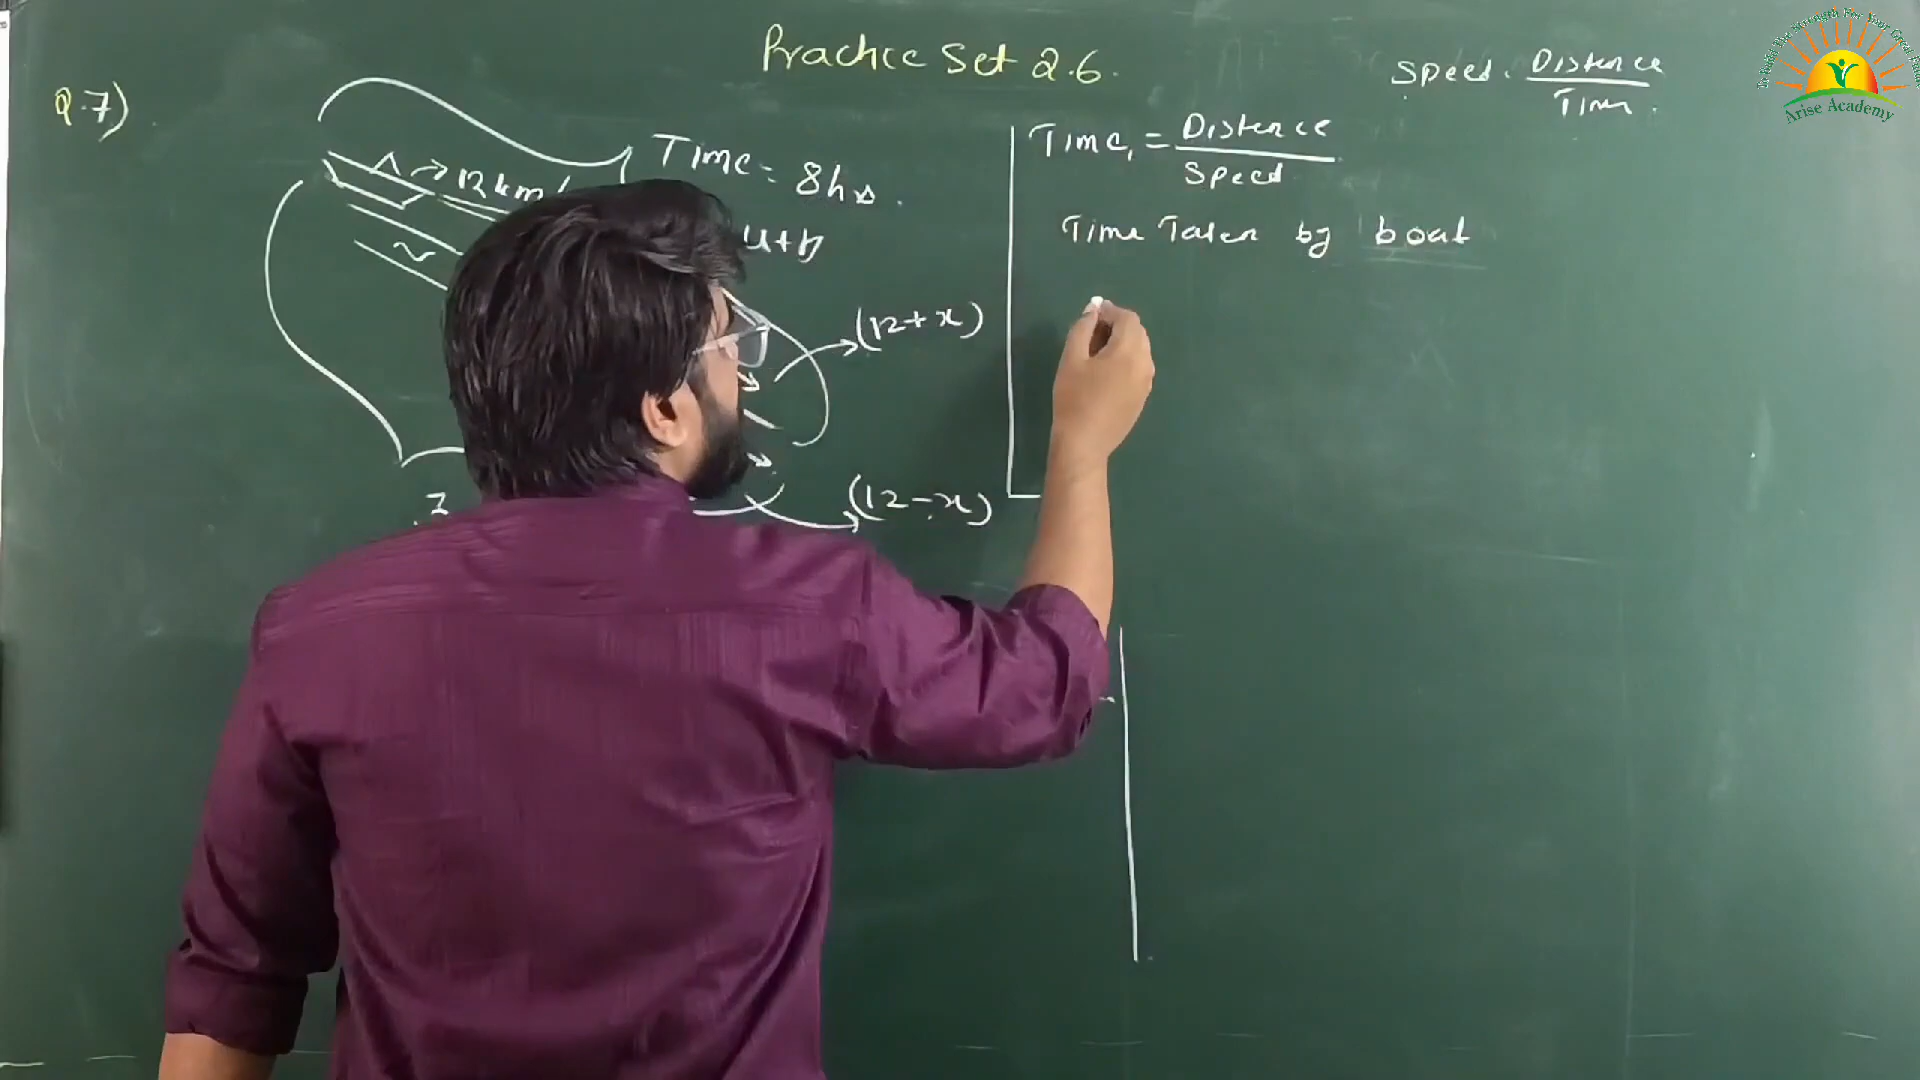 Practice Set 2.6.
Q.7)
Time = 8hrs.
12 km/
u+b
(12+x)
(12-x)
Speed = Distance
Time.
Time, = Distance
Speed
Time Taken by boat
Arise Academy